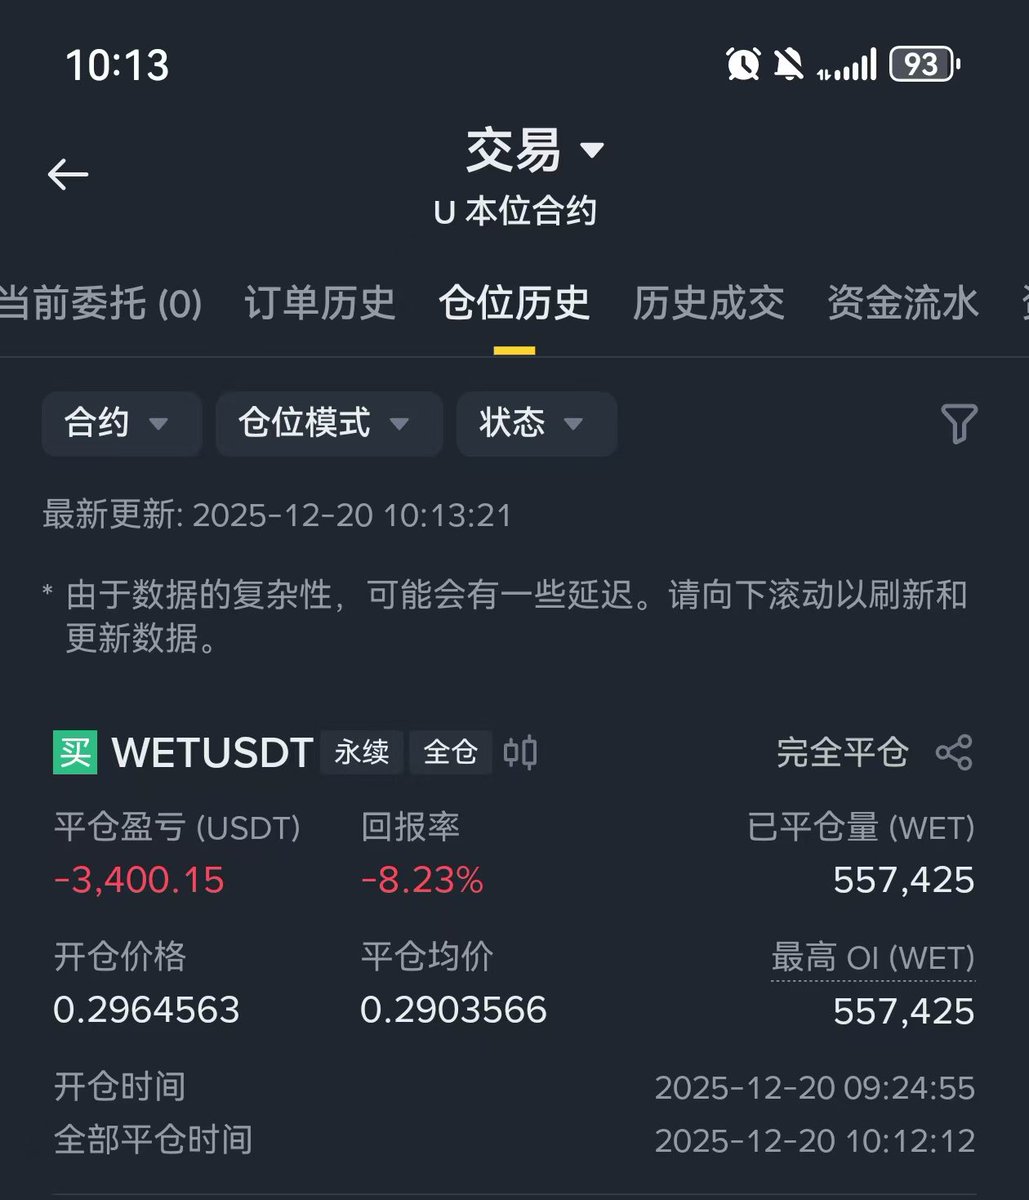 10:13
93
交易
U 本位合约
当前委托 (0) 订单历史 仓位历史 历史成交 资金流水
合约 仓位模式 状态
最新更新: 2025-12-20 10:13:21
* 由于数据的复杂性，可能会有一些延迟。请向下滚动以刷新和
更新数据。
买 WETUSDT 永续 全仓 完全平仓
平仓盈亏 (USDT) 回报率 已平仓量 (WET)
-3,400.15 -8.23% 557,425
开仓价格 平仓均价 最高 OI (WET)
0.2964563 0.2903566 557,425
开仓时间 2025-12-20 09:24:55
全部平仓时间 2025-12-20 10:12:12